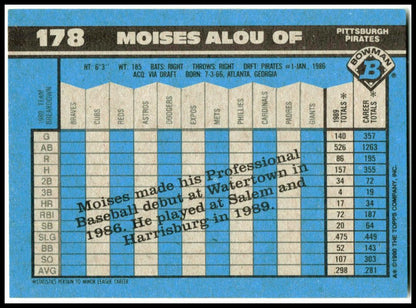 178
MOISES ALOU OF
PITTSBURGH
PIRATES
BOWMAN
B
HT 6'3" WT 185 BATS: RIGHT THROWS: RIGHT DRFT: PIRATES #1-JAN., 1986
ACQ: VIA DRAFT BORN: 7-3-66, ATLANTA, GEORGIA
1989 TEAM BREAKDOWN
BRAVES
CUBS
REDS
ASTROS
DODGERS
EXPOS
METS
PHILLIES
CARDINALS
PADRES
GIANTS
1989 TOTALS *
CAREER TOTALS *
G 140 357
AB 526 1263
R 86 195
H 157 355
2B 34 72
3B 4 19
HR 17 34
RBI 72 187
SB 20 52
SLG .475 .449
BB 52 143
SO 107
AVG .298 .281
Moises made his Professional
Baseball debut at Watertown in
1986. He played at Salem and
Harrisburg in 1989.
*STATISTICS PERTAIN TO MINOR LEAGUE CAREER
A* © 1990 THE TOPPS COMPANY, INC.